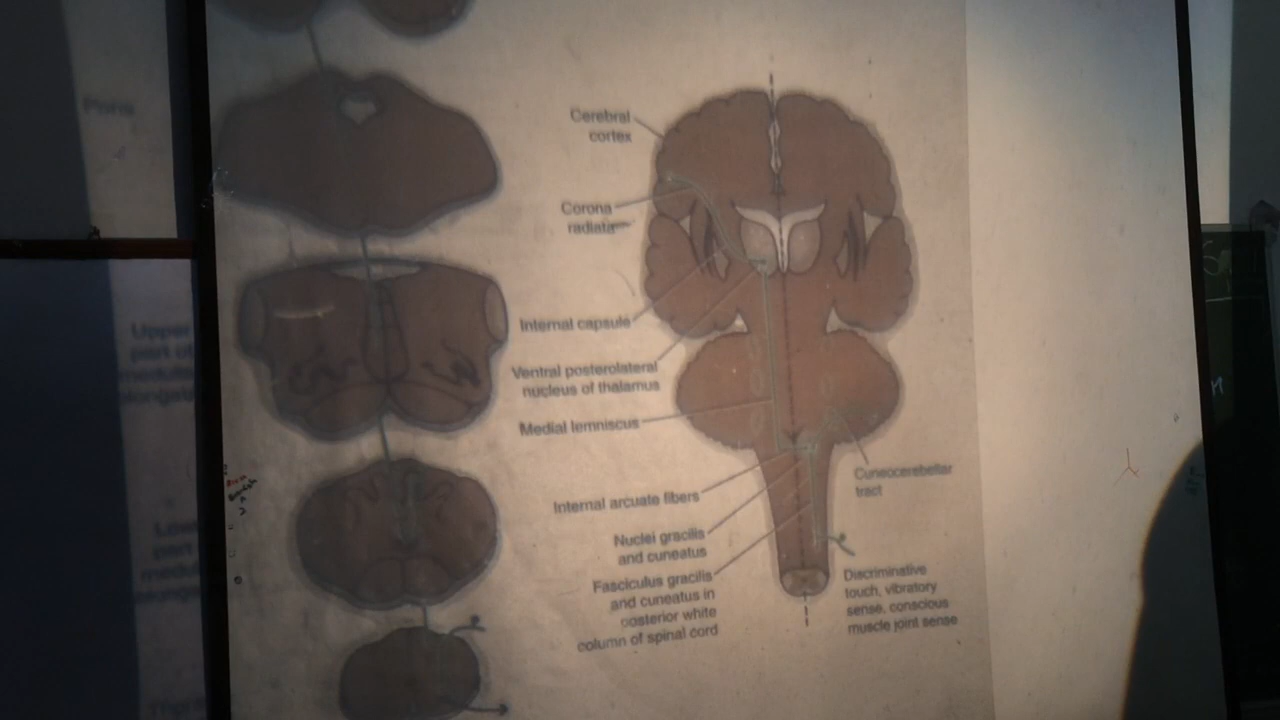 Pons
Upper
part of
medulla
Cerebral
cortex
Corona
radiata
Internal capsule
Ventral posterolateral
nucleus of thalamus
Medial lemniscus
Internal arcuate fibers
Nuclei gracilis
and cuneatus
Fasciculus gracilis
and cuneatus in
posterior white
column of spinal cord
Cuneocerebellar
tract
Discriminative
touch, vibratory
sense, conscious
muscle joint sense